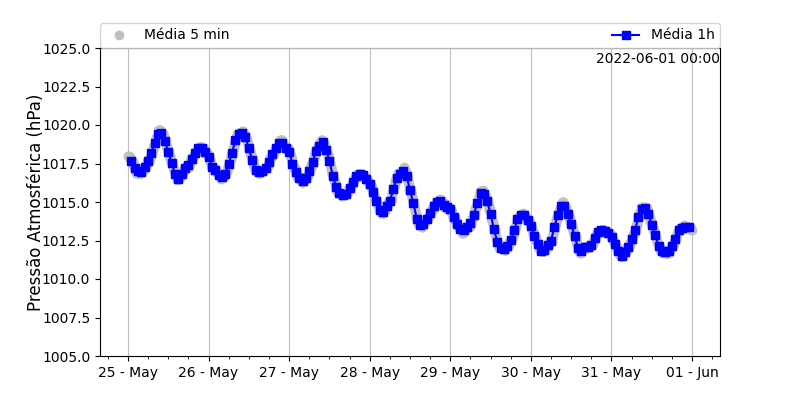 Média 5 min
Média 1h
2022-06-01 00:00
Pressão Atmosférica (hPa)
1025.0
1022.5
1020.0
1017.5
1015.0
1012.5
1010.0
1007.5
1005.0
25 - May
26 - May
27 - May
28 - May
29 - May
30 - May
31 - May
01 - Jun